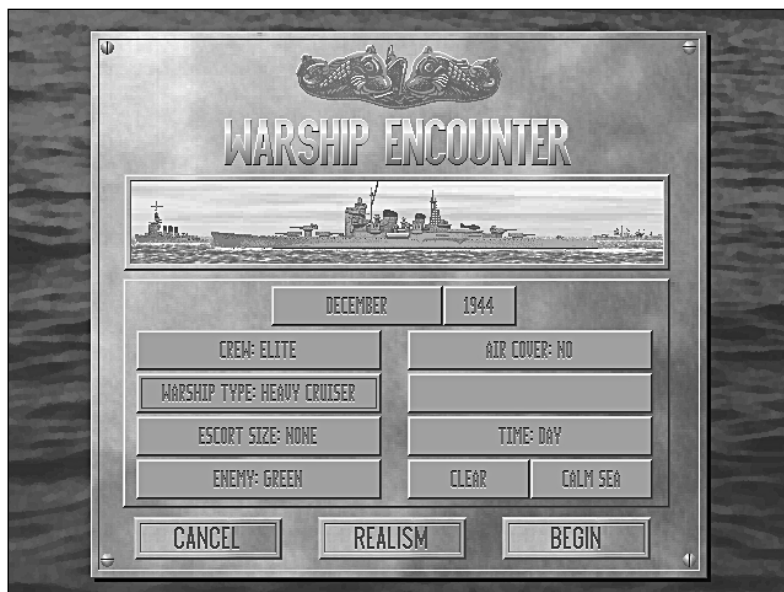 WARSHIP ENCOUNTER
DECEMBER 1944
CREW: ELITE AIR COVER: NO
WARSHIP TYPE: HEAVY CRUISER
ESCORT SIZE: NONE TIME: DAY
ENEMY: GREEN CLEAR CALM SEA
CANCEL REALISM BEGIN